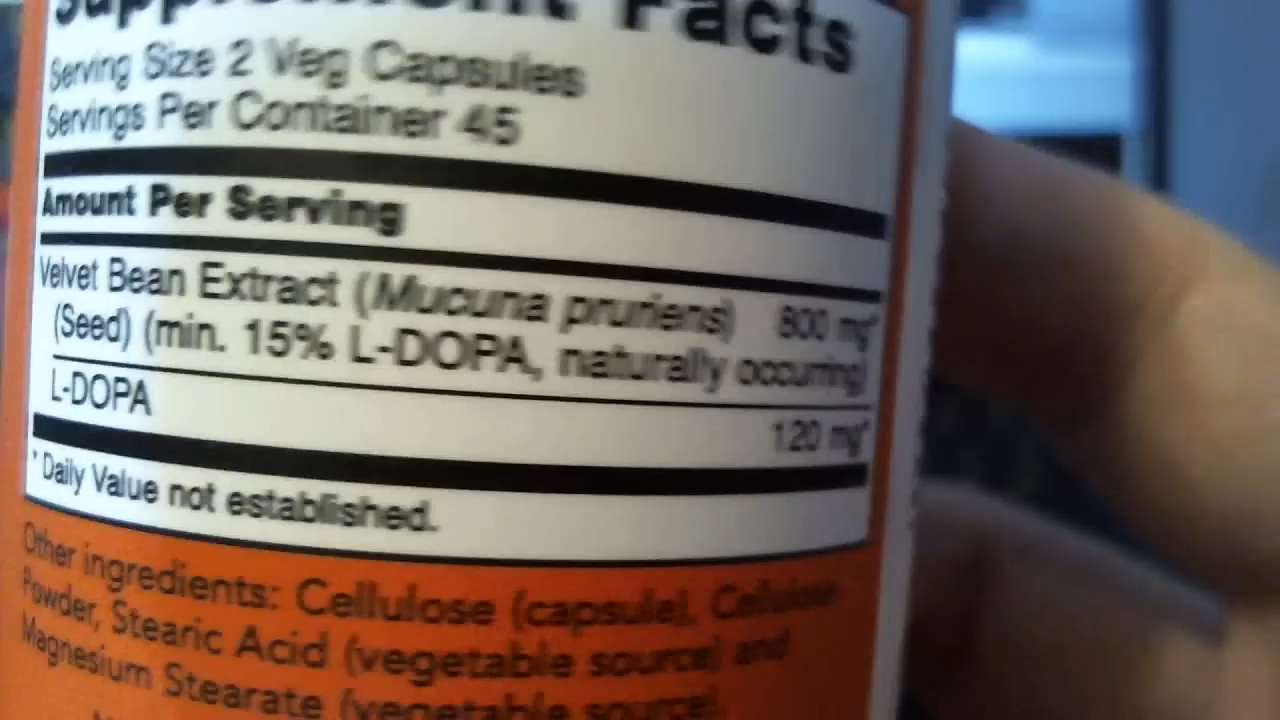 Supplement Facts
Serving Size 2 Veg Capsules
Servings Per Container 45
Amount Per Serving
Velvet Bean Extract (Mucuna pruriens) 800 mg*
(Seed) (min. 15% L-DOPA, naturally occurring)
L-DOPA 120 mg*
* Daily Value not established.
Other ingredients: Cellulose (capsule), Cellulose
Powder, Stearic Acid (vegetable source) and
Magnesium Stearate (vegetable source).